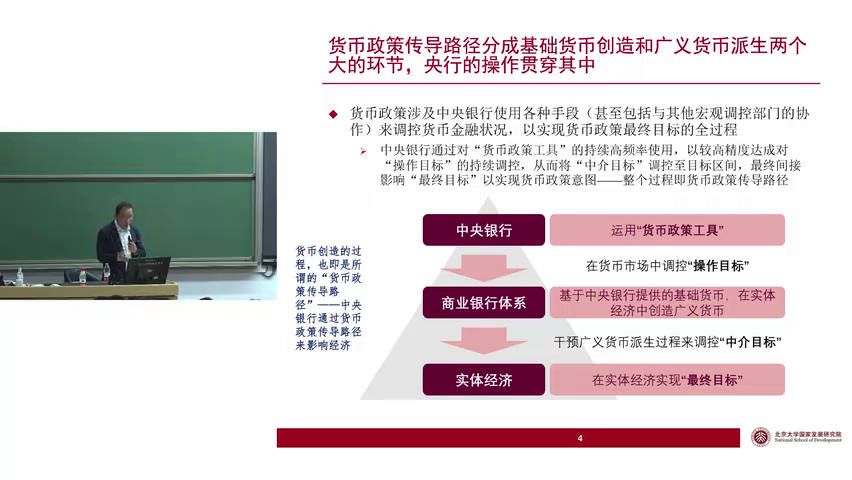 货币政策传导路径分成基础货币创造和广义货币派生两个
大的环节，央行的操作贯穿其中
货币政策涉及中央银行使用各种手段（甚至包括与其他宏观调控部门的协
作）来调控货币金融状况，以实现货币政策最终目标的全过程
中央银行通过对“货币政策工具”的持续高频率使用，以较高精度达成对
“操作目标”的持续调控，从而将“中介目标”调控至目标区间，最终间接
影响“最终目标”以实现货币政策意图——整个过程即货币政策传导路径
货币创造的过
程，也即是所
谓的“货币政
策传导路
径”——中央
银行通过货币
政策传导路径
来影响经济
中央银行
运用“货币政策工具”
在货币市场中调控“操作目标”
商业银行体系
基于中央银行提供的基础货币，在实体
经济中创造广义货币
干预广义货币派生过程来调控“中介目标”
实体经济
在实体经济实现“最终目标”
4
北京大学国家发展研究院
National School of Development